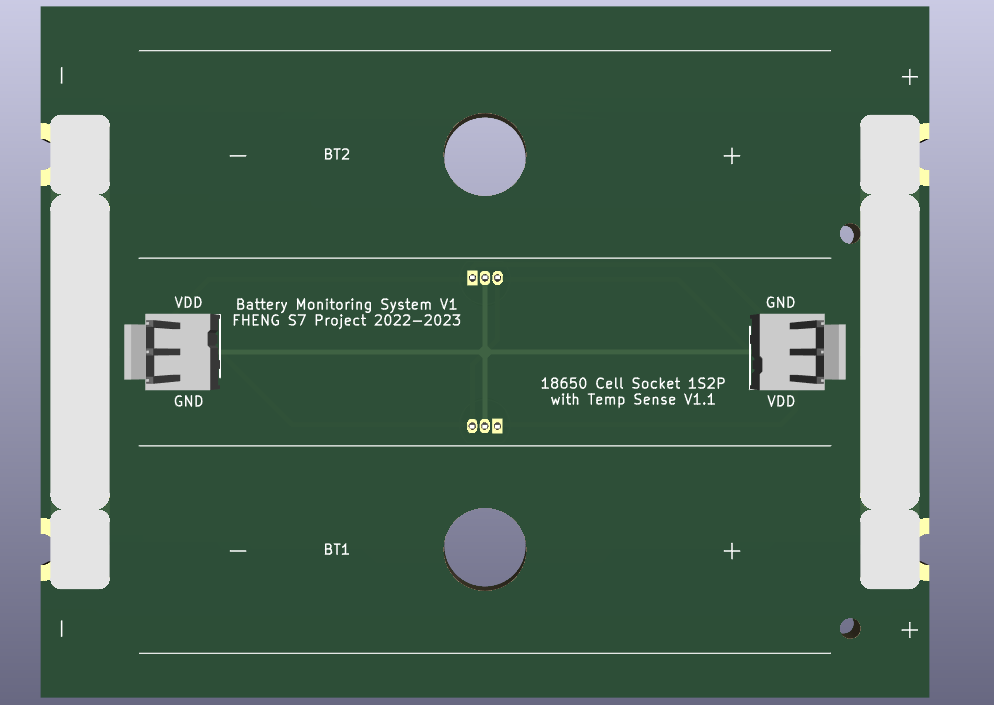 − +
− BT2 +
VDD
GND
Battery Monitoring System V1
FHENG S7 Project 2022-2023
GND
VDD
18650 Cell Socket 1S2P
with Temp Sense V1.1
− BT1 +
− +